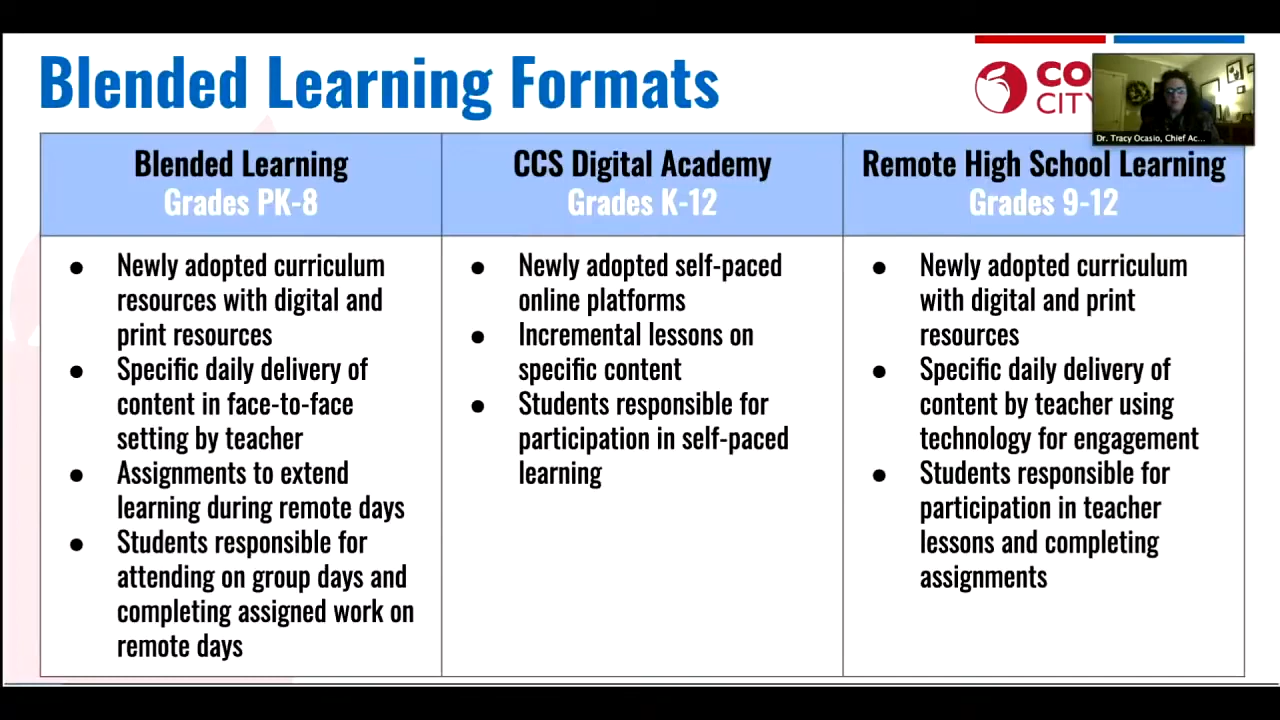 Blended Learning Formats
CO
CITY
Dr. Tracy Ocasio, Chief Ac...
Blended Learning
Grades PK-8
CCS Digital Academy
Grades K-12
Remote High School Learning
Grades 9-12
● Newly adopted curriculum
resources with digital and
print resources
● Specific daily delivery of
content in face-to-face
setting by teacher
● Assignments to extend
learning during remote days
● Students responsible for
attending on group days and
completing assigned work on
remote days
● Newly adopted self-paced
online platforms
● Incremental lessons on
specific content
● Students responsible for
participation in self-paced
learning
● Newly adopted curriculum
with digital and print
resources
● Specific daily delivery of
content by teacher using
technology for engagement
● Students responsible for
participation in teacher
lessons and completing
assignments